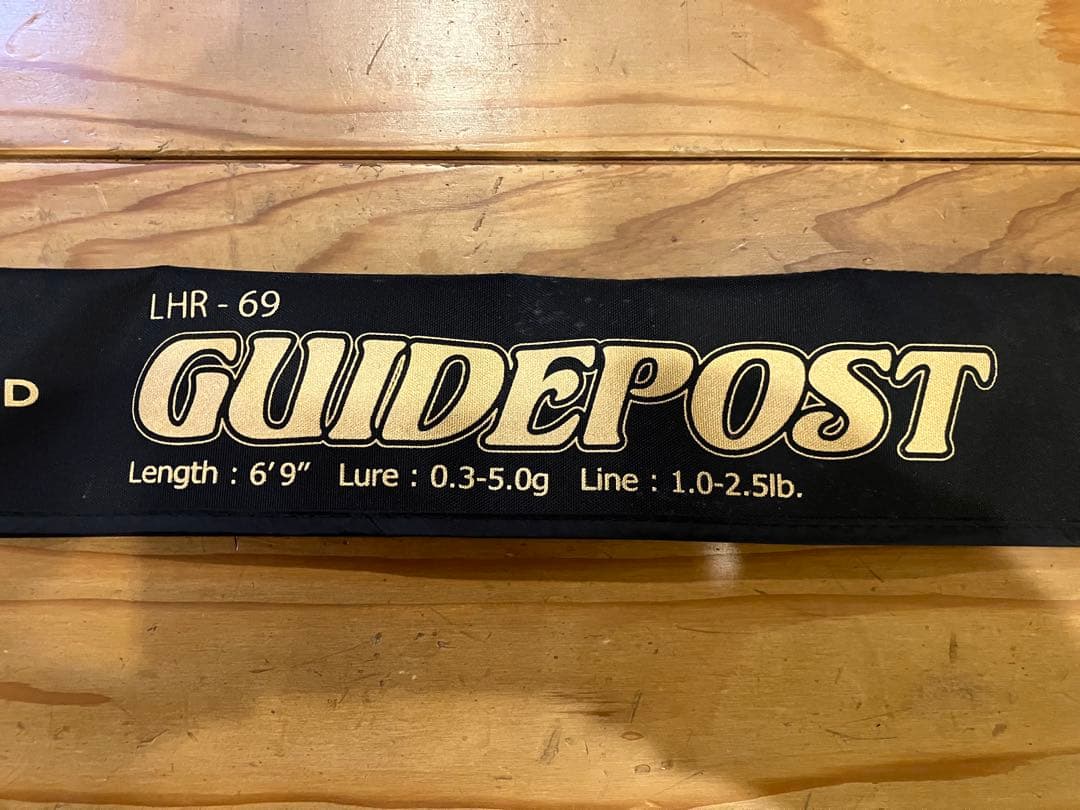 LHR - 69
D
GUIDEPOST
Length : 6'9" Lure : 0.3-5.0g Line : 1.0-2.5lb.